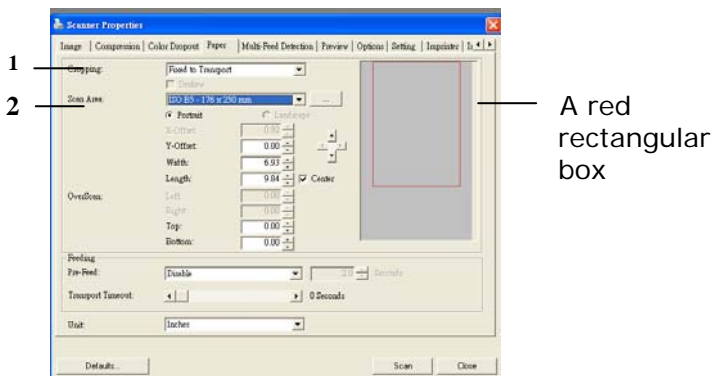 Scanner Properties
Image Compression Color Dropout Paper Multi-Feed Detection Preview Options Setting Imprinter
1
Cropping: Fixed to Transport
Deskew
2
Scan Area: ISO B5 - 176 x 250 mm ...
Portrait Landscape
X-Offset: 0.92
Y-Offset: 0.00
Width: 6.93
Length: 9.84 Center
OverScan: Left: 0.00
Right: 0.00
Top: 0.00
Bottom: 0.00
Feeding
Pre-Feed: Disable Seconds
Transport Timeout: 0 Seconds
Unit: Inches
Defaults... Scan Close
A red
rectangular
box